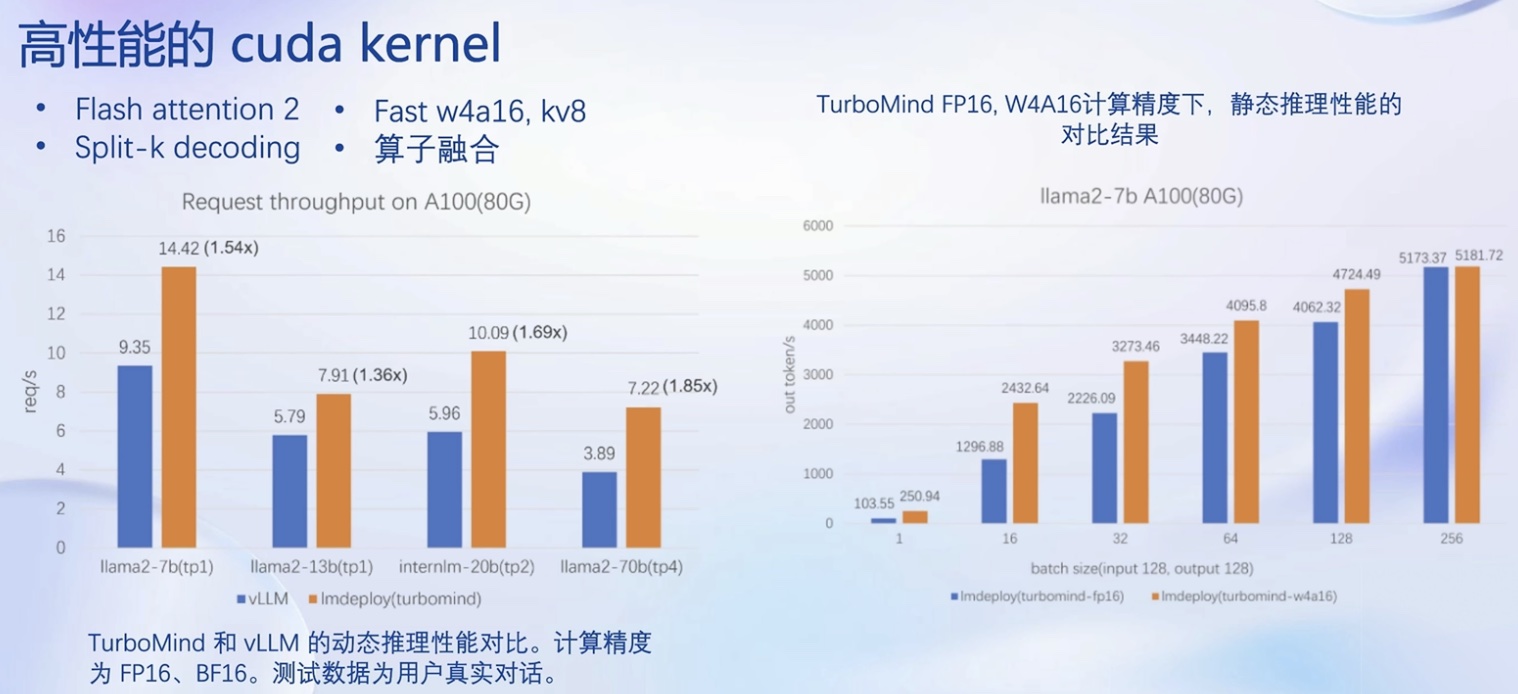 高性能的 cuda kernel
• Flash attention 2
• Split-k decoding
• Fast w4a16, kv8
• 算子融合
Request throughput on A100(80G)
req/s
16
14
12
10
8
6
4
2
0
9.35
14.42 (1.54x)
5.79
7.91 (1.36x)
5.96
10.09 (1.69x)
3.89
7.22 (1.85x)
llama2-7b(tp1)
llama2-13b(tp1)
internlm-20b(tp2)
llama2-70b(tp4)
vLLM
lmdeploy(turbomind)
TurboMind 和 vLLM 的动态推理性能对比。计算精度
为 FP16、BF16。测试数据为用户真实对话。
TurboMind FP16, W4A16计算精度下，静态推理性能的
对比结果
llama2-7b A100(80G)
out token/s
6000
5000
4000
3000
2000
1000
0
103.55
250.94
1296.88
2432.64
2226.09
3273.46
3448.22
4095.8
4062.32
4724.49
5173.37
5181.72
1
16
32
64
128
256
batch size(input 128, output 128)
lmdeploy(turbomind-fp16)
lmdeploy(turbomind-w4a16)